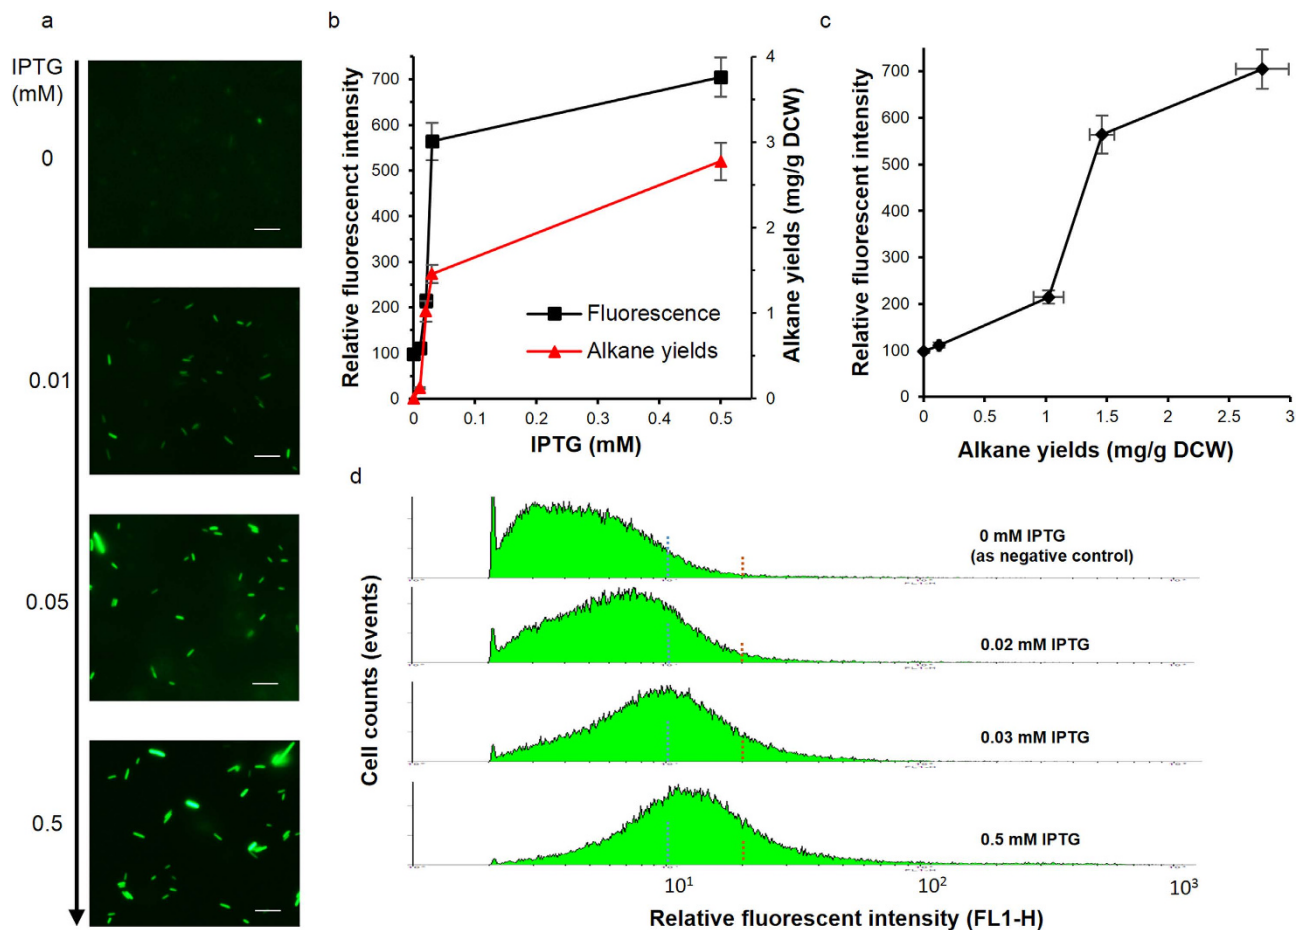 a
IPTG
(mM)
0
0.01
0.05
0.5
b
Relative fluorescenct intensity
700
600
500
400
300
200
100
0
Fluorescence
Alkane yields
0
0.1
0.2
0.3
0.4
0.5
IPTG (mM)
4
3
2
1
0
Alkane yields (mg/g DCW)
c
Relative fluorescent intensity
700
600
500
400
300
200
100
0
0
0.5
1
1.5
2
2.5
3
Alkane yields (mg/g DCW)
d
Cell counts (events)
0 mM IPTG
(as negative control)
0.02 mM IPTG
0.03 mM IPTG
0.5 mM IPTG
10¹
10²
10³
Relative fluorescent intensity (FL1-H)